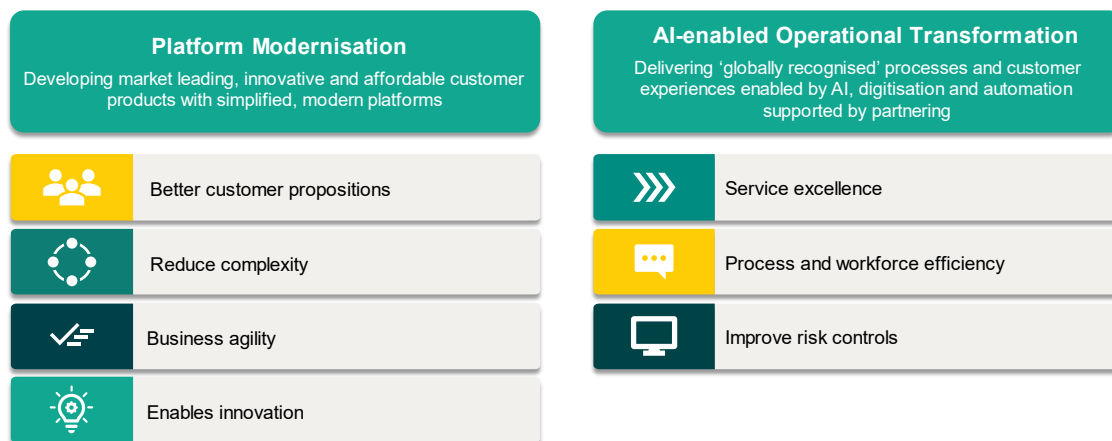 Platform Modernisation
Developing market leading, innovative and affordable customer
products with simplified, modern platforms
Better customer propositions
Reduce complexity
Business agility
Enables innovation
AI-enabled Operational Transformation
Delivering ‘globally recognised’ processes and customer
experiences enabled by AI, digitisation and automation
supported by partnering
Service excellence
Process and workforce efficiency
Improve risk controls